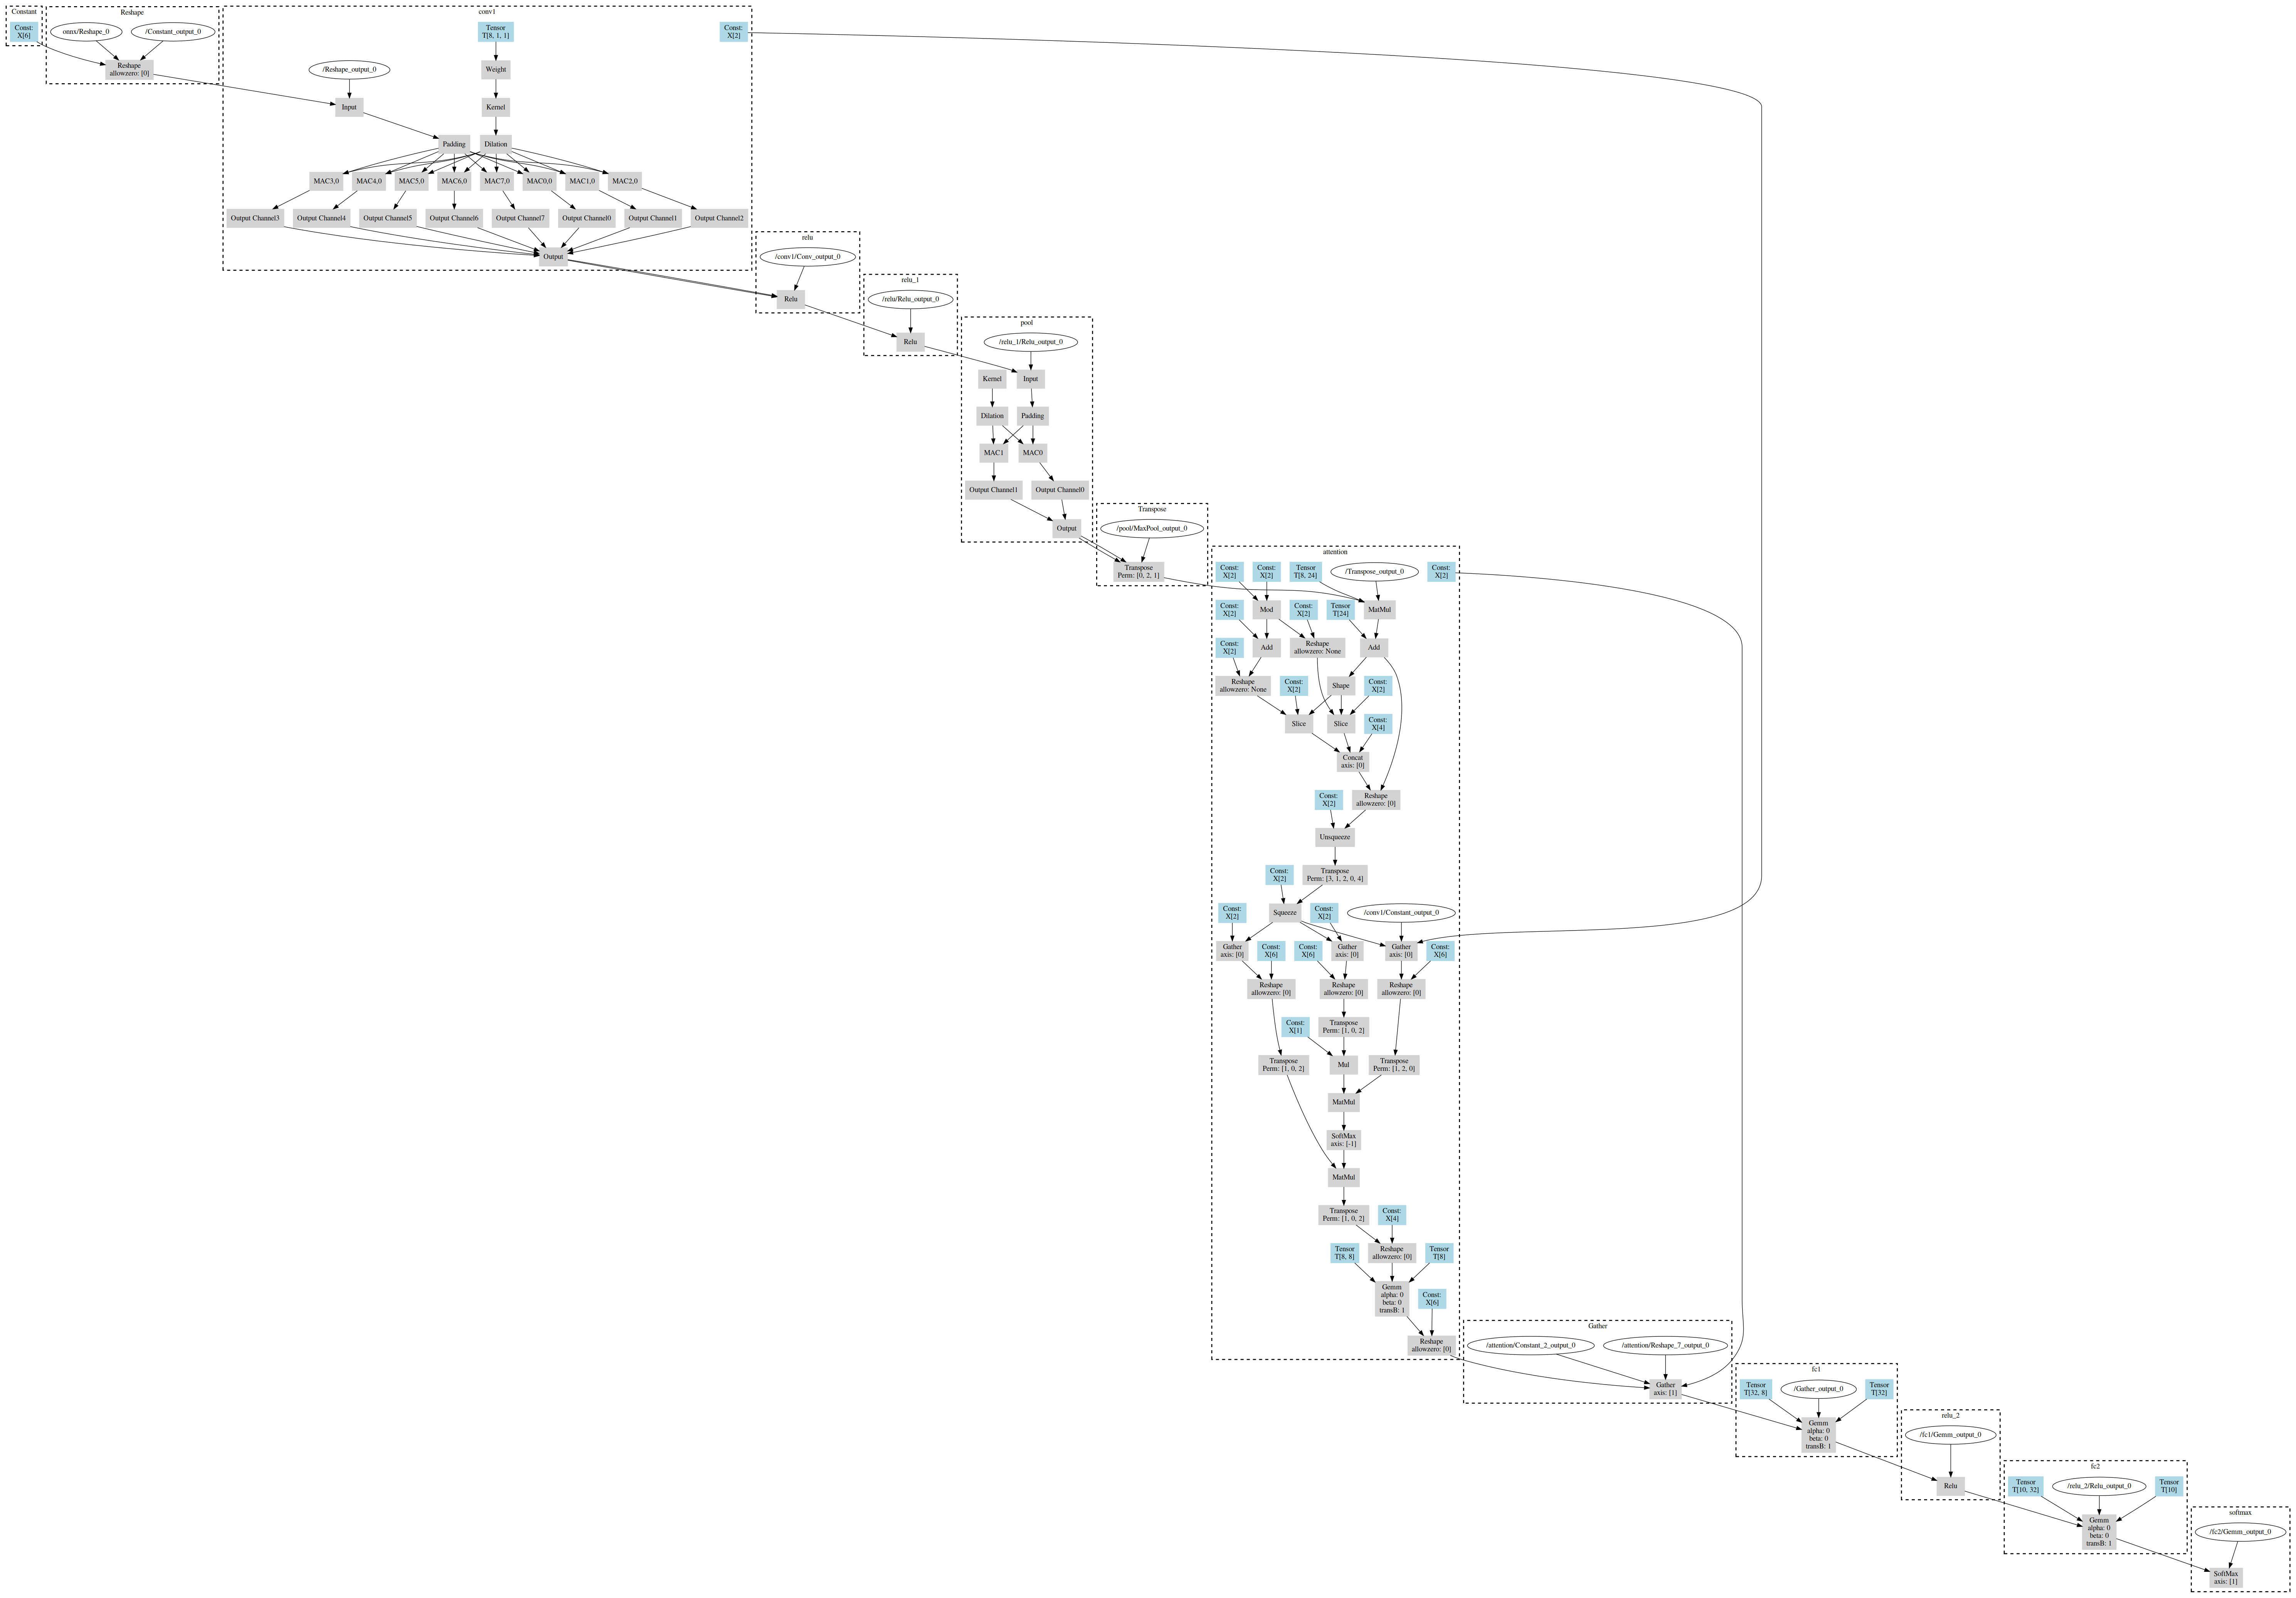 Constant
Const:
X[6]
Reshape
onnx/Reshape_0
/Constant_output_0
Reshape
allowzero: [0]
conv1
Tensor
T[8, 1, 1]
Const:
X[2]
/Reshape_output_0
Weight
Input
Kernel
Padding
Dilation
MAC3,0
MAC4,0
MAC5,0
MAC6,0
MAC7,0
MAC0,0
MAC1,0
MAC2,0
Output Channel3
Output Channel4
Output Channel5
Output Channel6
Output Channel7
Output Channel0
Output Channel1
Output Channel2
Output
relu
/conv1/Conv_output_0
Relu
relu_1
/relu/Relu_output_0
Relu
pool
/relu_1/Relu_output_0
Kernel
Input
Dilation
Padding
MAC1
MAC0
Output Channel1
Output Channel0
Output
Transpose
/pool/MaxPool_output_0
Transpose
Perm: [0, 2, 1]
attention
Const:
X[2]
Const:
X[2]
Tensor
T[8, 24]
/Transpose_output_0
Const:
X[2]
Const:
X[2]
Mod
Const:
X[2]
Tensor
T[24]
MatMul
Const:
X[2]
Add
Reshape
allowzero: None
Add
Reshape
allowzero: None
Const:
X[2]
Shape
Const:
X[2]
Slice
Slice
Const:
X[4]
Concat
axis: [0]
Const:
X[2]
Reshape
allowzero: [0]
Unsqueeze
Const:
X[2]
Transpose
Perm: [3, 1, 2, 0, 4]
Const:
X[2]
Squeeze
Const:
X[2]
/conv1/Constant_output_0
Gather
axis: [0]
Const:
X[6]
Const:
X[6]
Gather
axis: [0]
Gather
axis: [0]
Const:
X[6]
Reshape
allowzero: [0]
Reshape
allowzero: [0]
Reshape
allowzero: [0]
Const:
X[1]
Transpose
Perm: [1, 0, 2]
Transpose
Perm: [1, 0, 2]
Mul
Transpose
Perm: [1, 2, 0]
MatMul
SoftMax
axis: [-1]
MatMul
Transpose
Perm: [1, 0, 2]
Const:
X[4]
Tensor
T[8, 8]
Reshape
allowzero: [0]
Tensor
T[8]
Gemm
alpha: 0
beta: 0
transB: 1
Const:
X[6]
Reshape
allowzero: [0]
Gather
/attention/Constant_2_output_0
/attention/Reshape_7_output_0
Gather
axis: [1]
fc1
Tensor
T[32, 8]
/Gather_output_0
Tensor
T[32]
Gemm
alpha: 0
beta: 0
transB: 1
relu_2
/fc1/Gemm_output_0
Relu
fc2
Tensor
T[10, 32]
/relu_2/Relu_output_0
Tensor
T[10]
Gemm
alpha: 0
beta: 0
transB: 1
softmax
/fc2/Gemm_output_0
SoftMax
axis: [1]